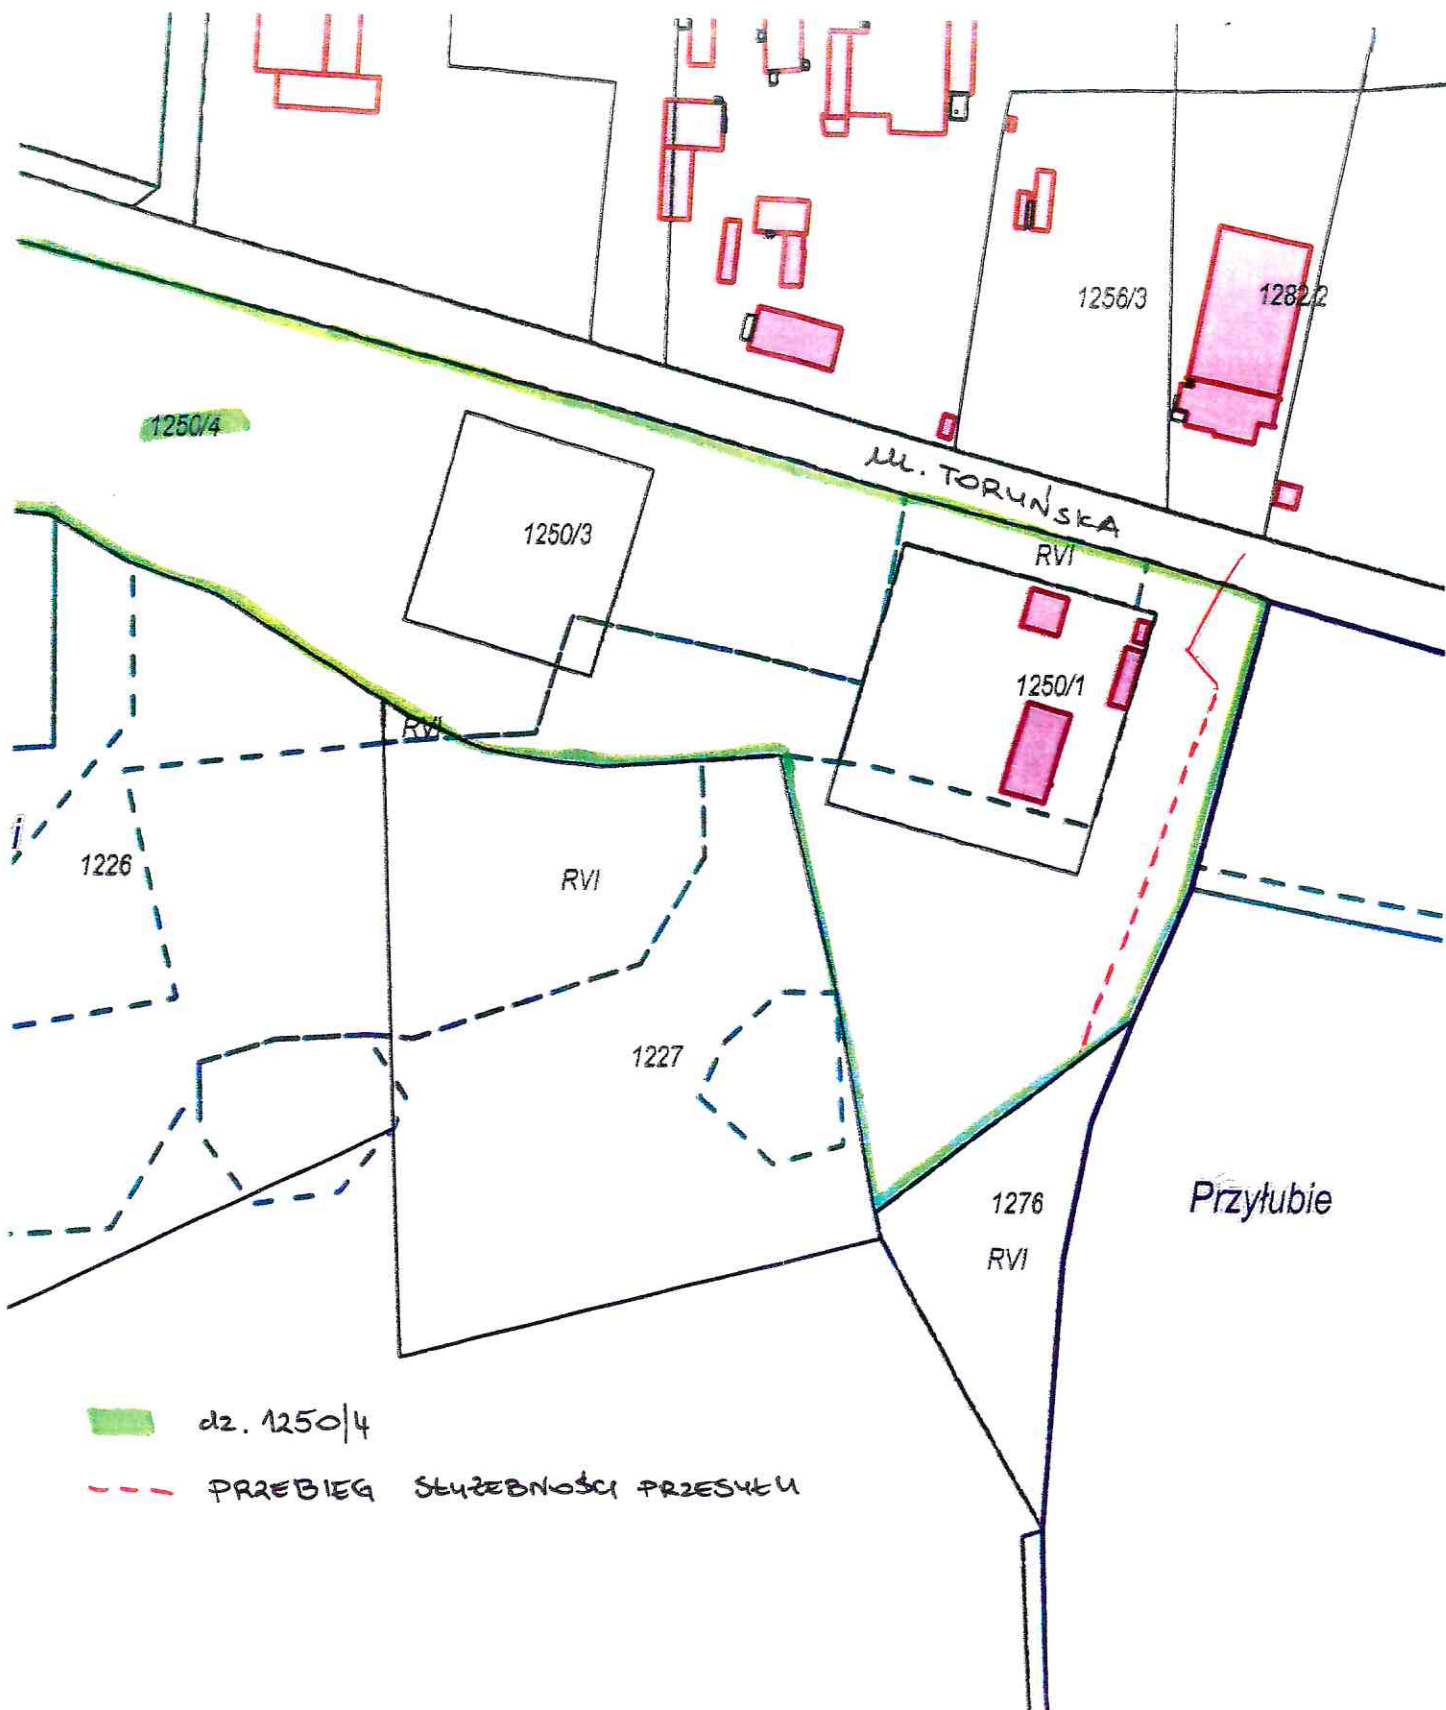 1256/3
1282/2
1250/4
ul. TORUŃSKA
1250/3
RVI
1250/1
RVI
1226
RVI
1227
1276
Przyłubie
RVI
dz. 1250/4
PRZEBIEG SŁUŻEBNOŚCI PRZESYŁU